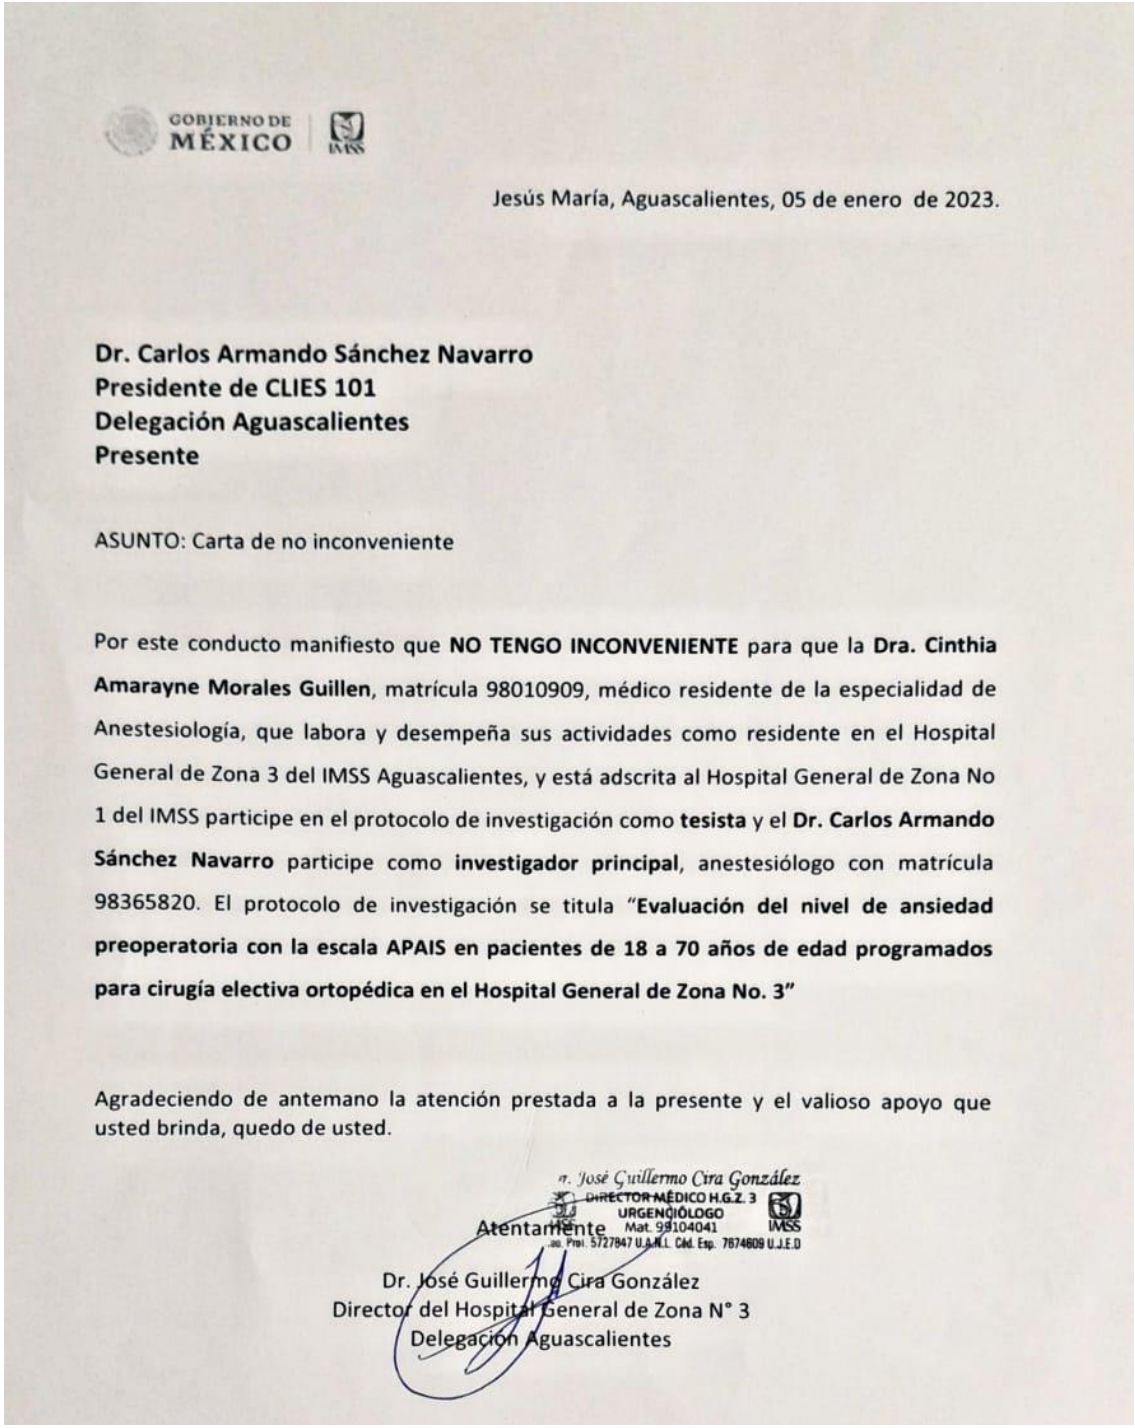 GOBIERNO DE
MÉXICO
IMSS
Jesús María, Aguascalientes, 05 de enero de 2023.
Dr. Carlos Armando Sánchez Navarro
Presidente de CLIES 101
Delegación Aguascalientes
Presente
ASUNTO: Carta de no inconveniente
Por este conducto manifiesto que NO TENGO INCONVENIENTE para que la Dra. Cinthia
Amarayne Morales Guillen, matrícula 98010909, médico residente de la especialidad de
Anestesiología, que labora y desempeña sus actividades como residente en el Hospital
General de Zona 3 del IMSS Aguascalientes, y está adscrita al Hospital General de Zona No
1 del IMSS participe en el protocolo de investigación como tesista y el Dr. Carlos Armando
Sánchez Navarro participe como investigador principal, anestesiólogo con matrícula
98365820. El protocolo de investigación se titula “Evaluación del nivel de ansiedad
preoperatoria con la escala APAIS en pacientes de 18 a 70 años de edad programados
para cirugía electiva ortopédica en el Hospital General de Zona No. 3”
Agradeciendo de antemano la atención prestada a la presente y el valioso apoyo que
usted brinda, quedo de usted.
José Guillermo Cira González
DIRECTOR MÉDICO H.G.Z. 3
URGENCIÓLOGO
IMSS
Mat. 99104041
IMSS
Atentamente
5727847 U.A.N.L. Céd. Esp. 7674609 U.J.E.D
Dr. José Guillermo Cira González
Director del Hospital General de Zona N° 3
Delegación Aguascalientes